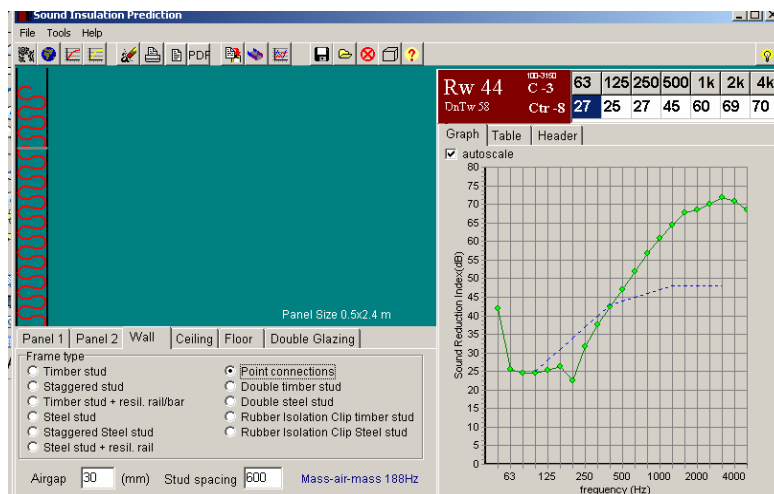 Sound Insulation Prediction
File Tools Help
PDF
?
Rw 44
100-3150
C -3
DnTw 58
Ctr -8
63 125 250 500 1k 2k 4k
27 25 27 45 60 69 70
Graph Table Header
autoscale
Sound Reduction Index(dB)
80
75
70
65
60
55
50
45
40
35
30
25
20
15
10
5
0
63 125 250 500 1000 2000 4000
frequency (Hz)
Panel Size 0.5x2.4 m
Panel 1 Panel 2 Wall Ceiling Floor Double Glazing
Frame type
Timber stud
Staggered stud
Timber stud + resil. rail/bar
Steel stud
Staggered Steel stud
Steel stud + resil. rail
Point connections
Double timber stud
Double steel stud
Rubber Isolation Clip timber stud
Rubber Isolation Clip Steel stud
Airgap 30 (mm) Stud spacing 600 Mass-air-mass 188Hz